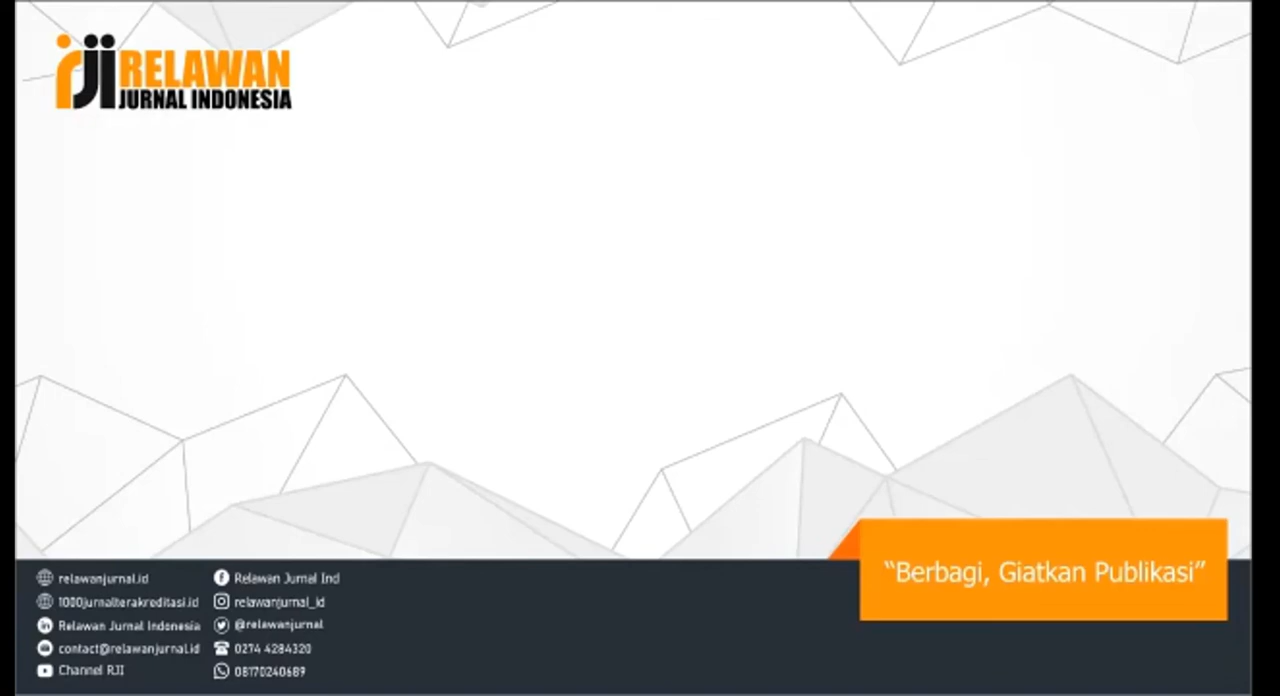 RELAWAN
JURNAL INDONESIA
"Berbagi, Giatkan Publikasi"
relawanjurnal.id
1000jurnalterakreditasi.id
Relawan Jurnal Indonesia
contact@relawanjurnal.id
Channel RJI
Relawan Jurnal Ind
relawanjurnal_id
@relawanjurnal
0274 4284320
08170240689